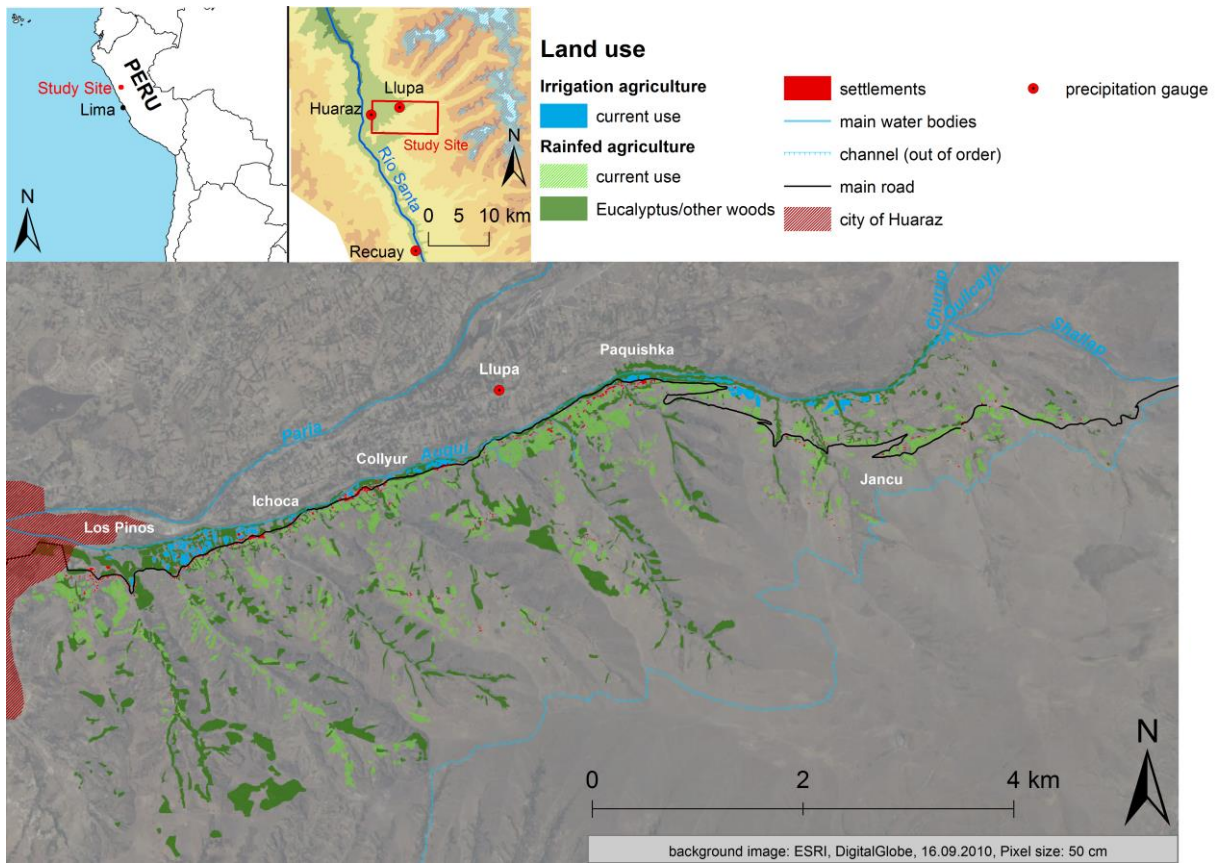 PERU
Study Site
Lima
N
Llupa
Huaraz
Study Site
N
Río Santa
0 5 10 km
Recuay
Land use
Irrigation agriculture
current use
Rainfed agriculture
current use
Eucalyptus/other woods
settlements
main water bodies
channel (out of order)
main road
city of Huaraz
precipitation gauge
Churup
Shallap
Paquishka
Llupa
Paria
Auqui
Collyur
Jancu
Ichoca
Los Pinos
N
0 2 4 km
background image: ESRI, DigitalGlobe, 16.09.2010, Pixel size: 50 cm